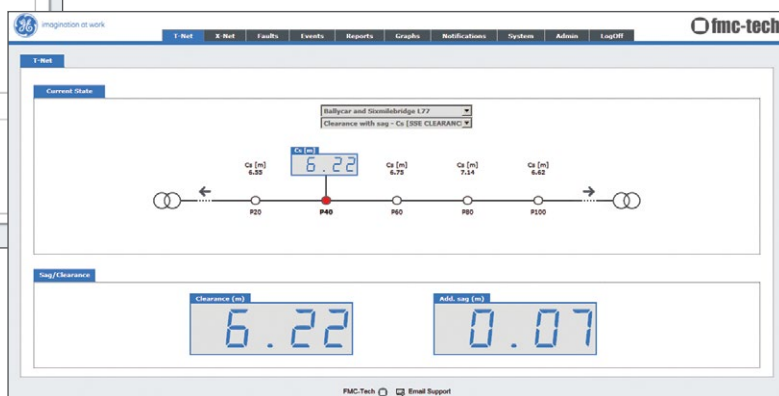 GE imagination at work
fmc-tech
T-Net X-Net Faults Events Reports Graphs Notifications System Admin LogOff
T-Net
Current State
Ballycar and Sixmilebridge L77
Clearance with sag - Cs [SSE CLEARANC
Cs [m]
6.22
Cs [m] Cs [m] Cs [m] Cs [m]
6.55 6.75 7.14 6.62
P20 P40 P60 P80 P100
Sag/Clearance
Clearance (m) Add. sag (m)
6.22 0.07
FMC-Tech Email Support